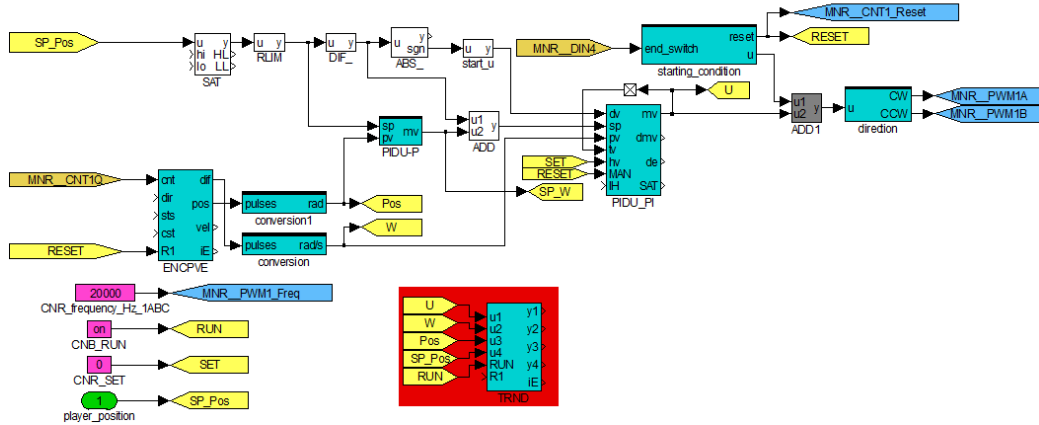 SP_Pos
u y
hi HL
lo LL
SAT
u y
RLIM
u y
DIF_
u y
sgn
ABS_
u y
start_u
MNR__DIN4
end_switch reset
u
starting_condition
MNR__CNT1_Reset
RESET
U
sp mv
pv
PIDU-P
u1 y
u2
ADD
dv mv
sp
pv dmv
tv
hv de
MAN
IH SAT
PIDU_PI
SET
RESET
SP_W
u1 y
u2
ADD1
u CW
CCW
diredion
MNR__PWM1A
MNR__PWM1B
MNR__CNT1Q
cnt dif
dir pos
sts
cst vel
R1 iE
ENCPVE
RESET
pulses rad
conversion1
Pos
W
pulses rad/s
conversion
20000
CNR_frequency_Hz_1ABC
MNR__PWM1_Freq
on
CNB_RUN
RUN
0
CNR_SET
SET
1
player_position
SP_Pos
U
W
Pos
SP_Pos
RUN
u1 y1
u2 y2
u3
u4 y3
RUN y4
R1 iE
TRND